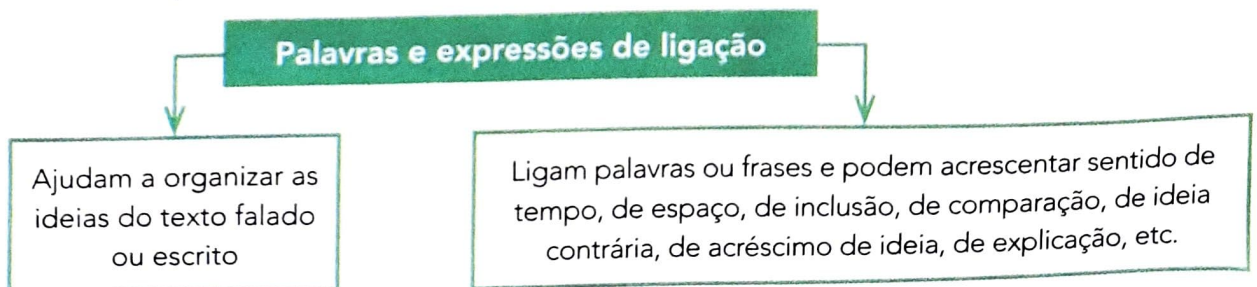 Palavras e expressões de ligação
Ajudam a organizar as
ideias do texto falado
ou escrito
Ligam palavras ou frases e podem acrescentar sentido de
tempo, de espaço, de inclusão, de comparação, de ideia
contrária, de acréscimo de ideia, de explicação, etc.